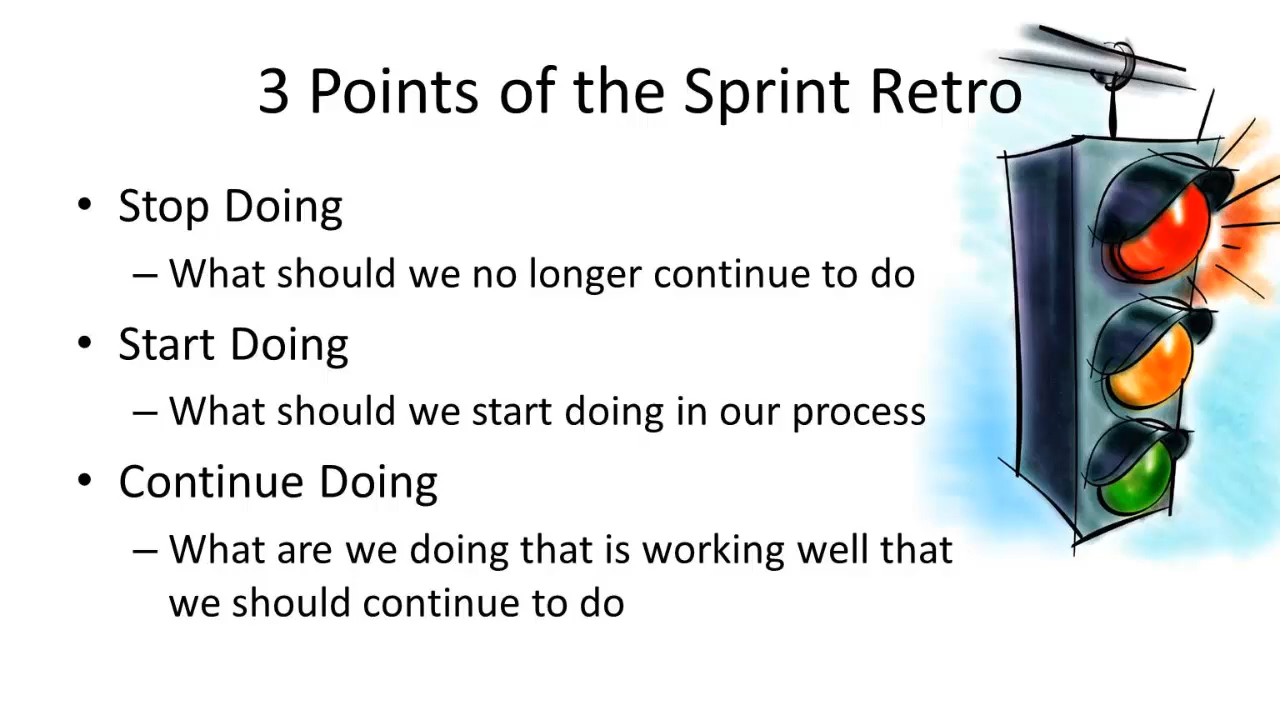 3 Points of the Sprint Retro
• Stop Doing
– What should we no longer continue to do
• Start Doing
– What should we start doing in our process
• Continue Doing
– What are we doing that is working well that
we should continue to do